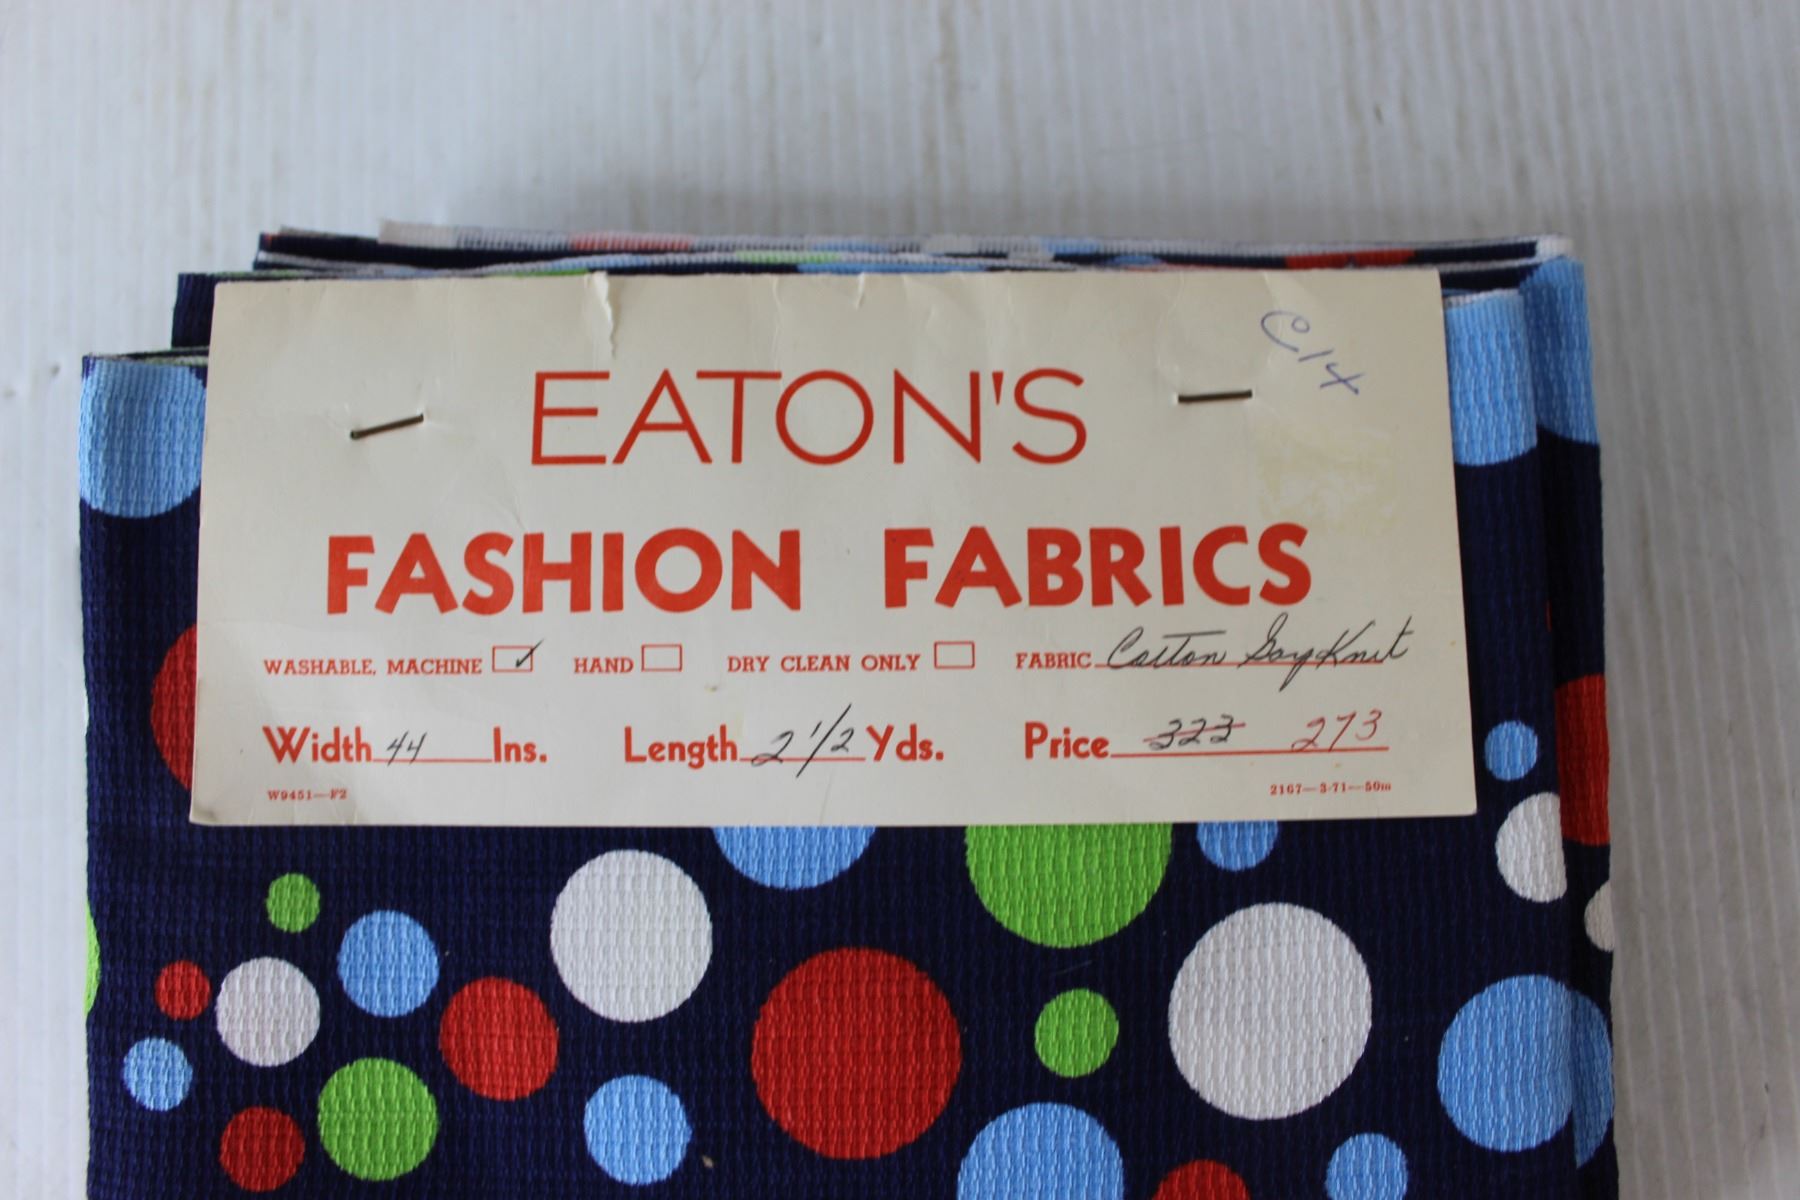 C14
EATON'S
FASHION FABRICS
WASHABLE, MACHINE ✓ HAND DRY CLEAN ONLY FABRIC Cotton Knit
Width 44 Ins. Length 2 1/2 Yds. Price 323 273
W9451—F2 2167—3-71—50m